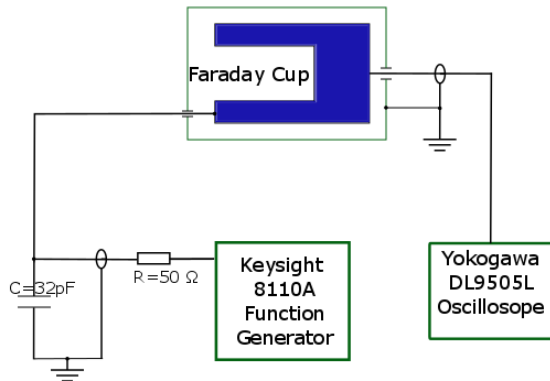 Faraday Cup
C=32pF
R=50 Ω
Keysight
8110A
Function
Generator
Yokogawa
DL9505L
Oscillosope